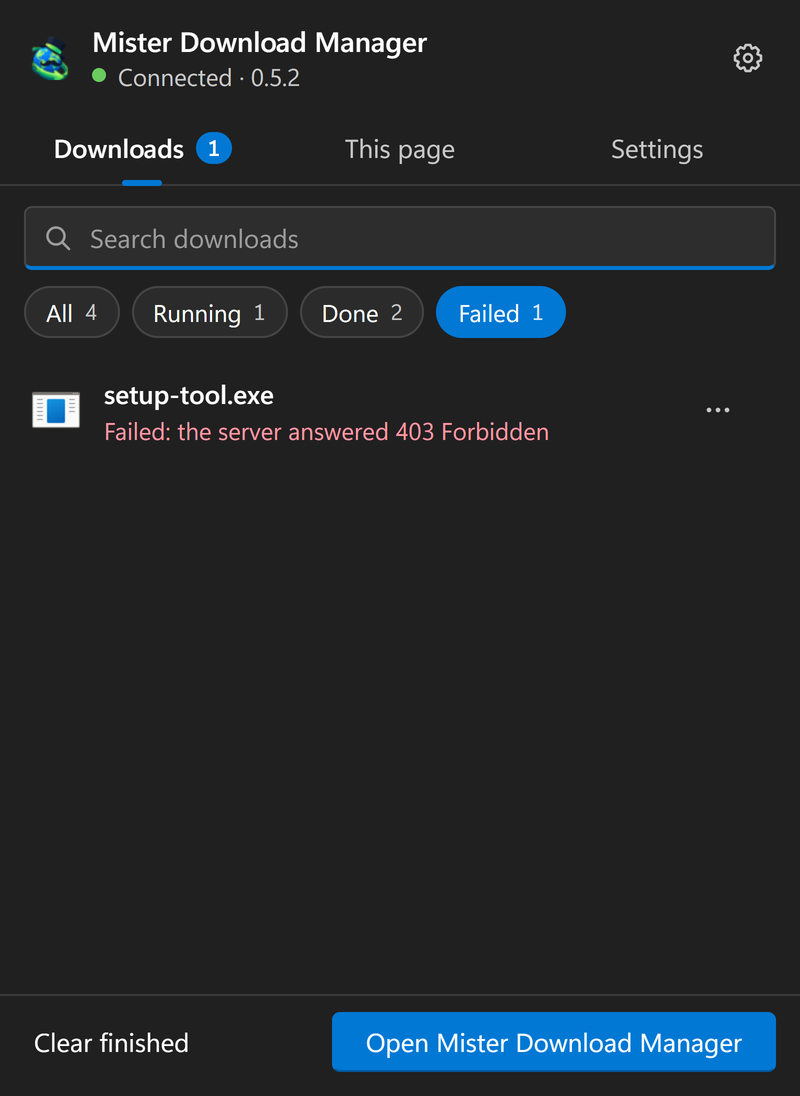 Mister Download Manager
Connected · 0.5.2
Downloads 1
This page
Settings
Search downloads
All 4
Running 1
Done 2
Failed 1
setup-tool.exe
Failed: the server answered 403 Forbidden
Clear finished
Open Mister Download Manager